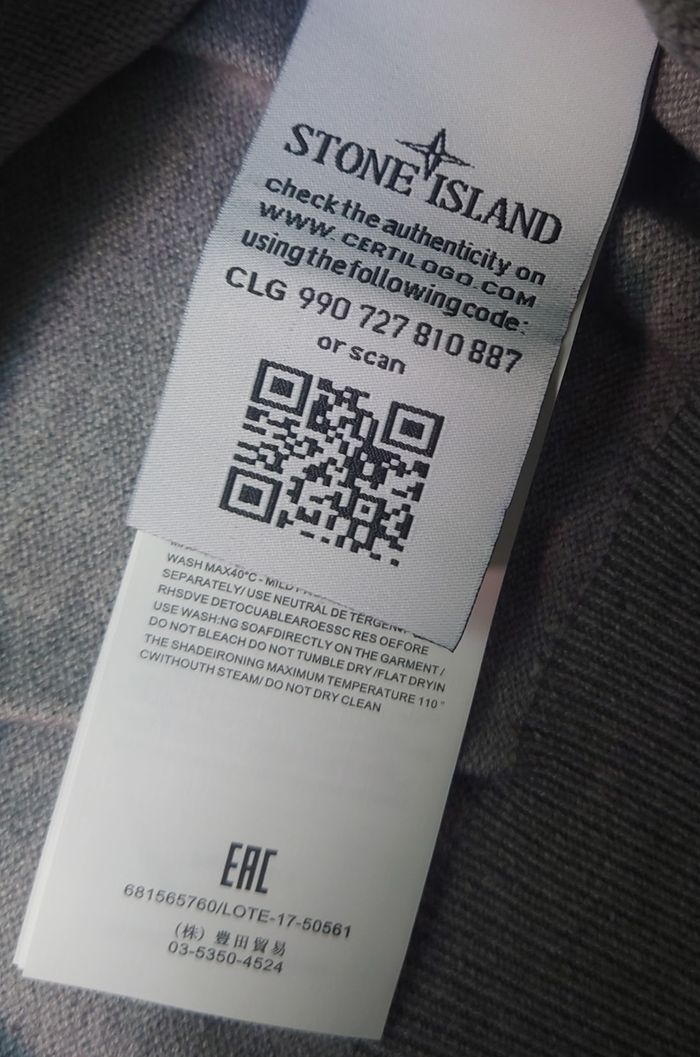 STONE ISLAND
check the authenticity on
WWW.CERTILOGO.COM
using the following code:
CLG 990 727 810 887
or scan
WASH MAX40°C - MILD
SEPARATELY/ USE NEUTRAL DETERGENT
RHSDVE DETOCUABLEAROESSC RES OEFORE
USE WASH:NG SOAFDIRECTLY ON THE GARMENT /
DO NOT BLEACH DO NOT TUMBLE DRY /FLAT DRYIN
THE SHADEIRONING MAXIMUM TEMPERATURE 110 °
CWITHOUTH STEAM/ DO NOT DRY CLEAN
EAC
681565760/LOTE-17-50561
（株）豊田貿易
03-5350-4524